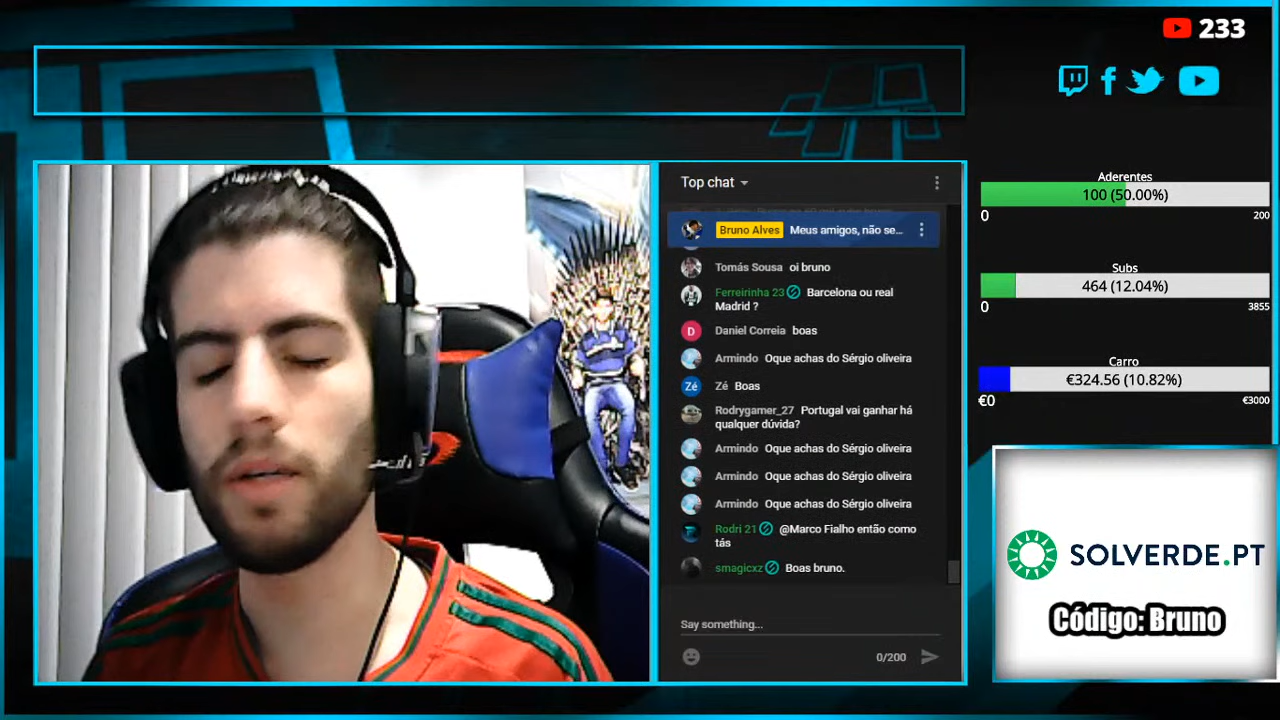 233
Top chat
Bruno Alves Meus amigos, não se...
Tomás Sousa oi bruno
Ferreirinha 23 Barcelona ou real
Madrid ?
D Daniel Correia boas
Armindo Oque achas do Sérgio oliveira
Zé Zé Boas
Rodrygamer_27 Portugal vai ganhar há
qualquer dúvida?
Armindo Oque achas do Sérgio oliveira
Armindo Oque achas do Sérgio oliveira
Armindo Oque achas do Sérgio oliveira
Rodri 21 @Marco Fialho então como
tás
smagicxz Boas bruno.
Say something...
0/200
Aderentes
100 (50.00%)
0 200
Subs
464 (12.04%)
0 3855
Carro
€324.56 (10.82%)
€0 €3000
SOLVERDE.PT
Código: Bruno